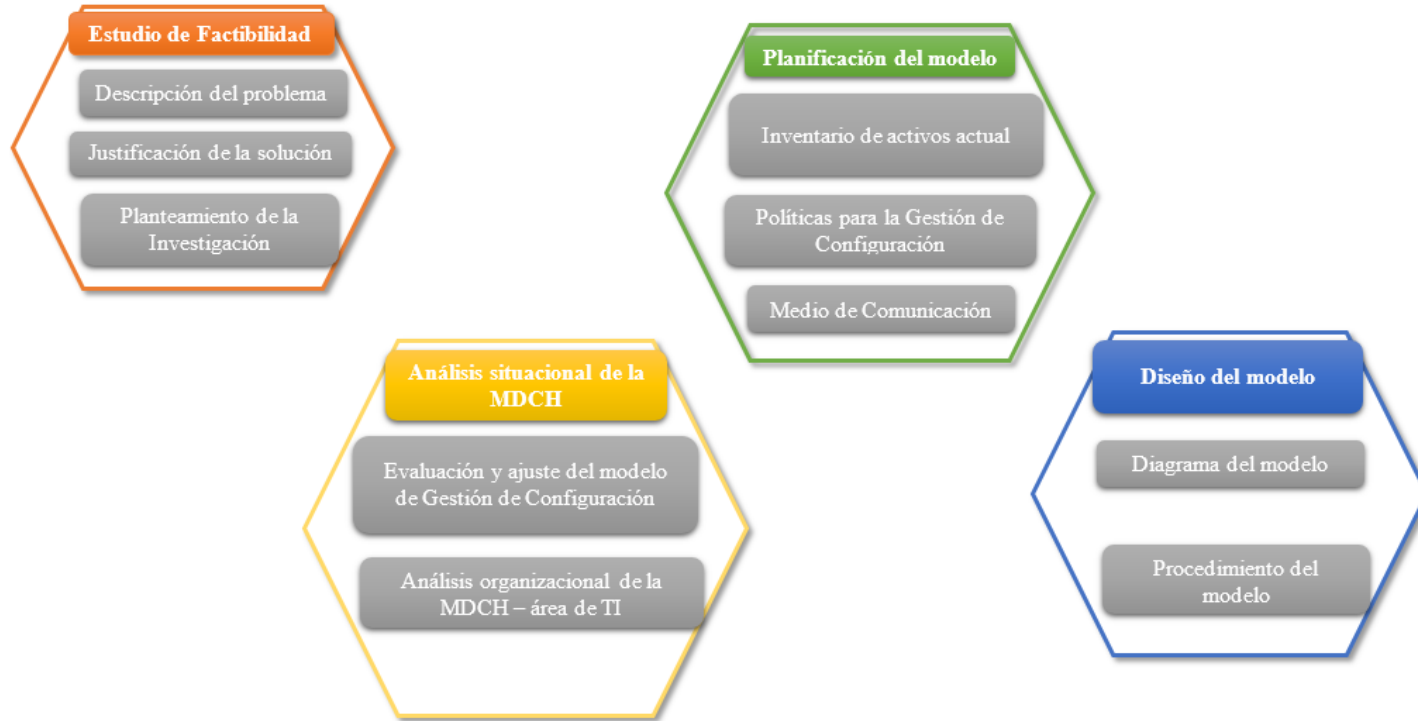 Estudio de Factibilidad
Descripción del problema
Justificación de la solución
Planteamiento de la
Investigación
Análisis situacional de la
MDCH
Evaluación y ajuste del modelo
de Gestión de Configuración
Análisis organizacional de la
MDCH – área de TI
Planificación del modelo
Inventario de activos actual
Políticas para la Gestión de
Configuración
Medio de Comunicación
Diseño del modelo
Diagrama del modelo
Procedimiento del
modelo